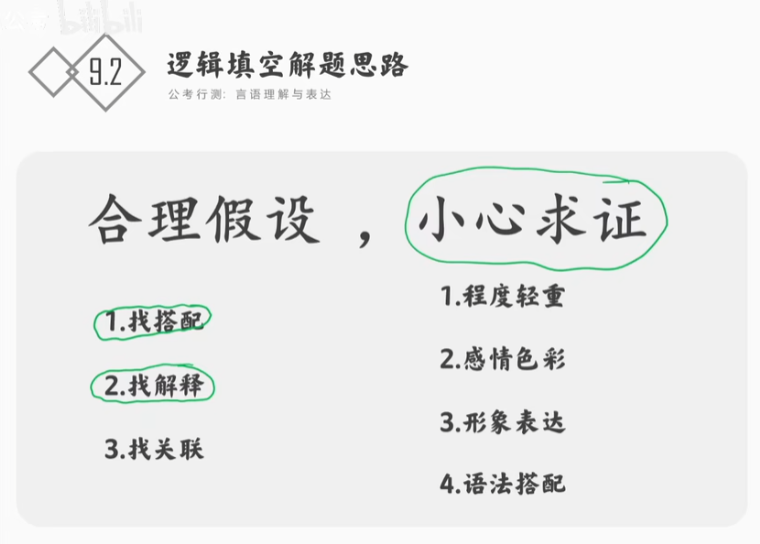 公考
bilibili
9.2
逻辑填空解题思路
公考行测: 言语理解与表达
合理假设 ，小心求证
1.找搭配
2.找解释
3.找关联
1.程度轻重
2.感情色彩
3.形象表达
4.语法搭配